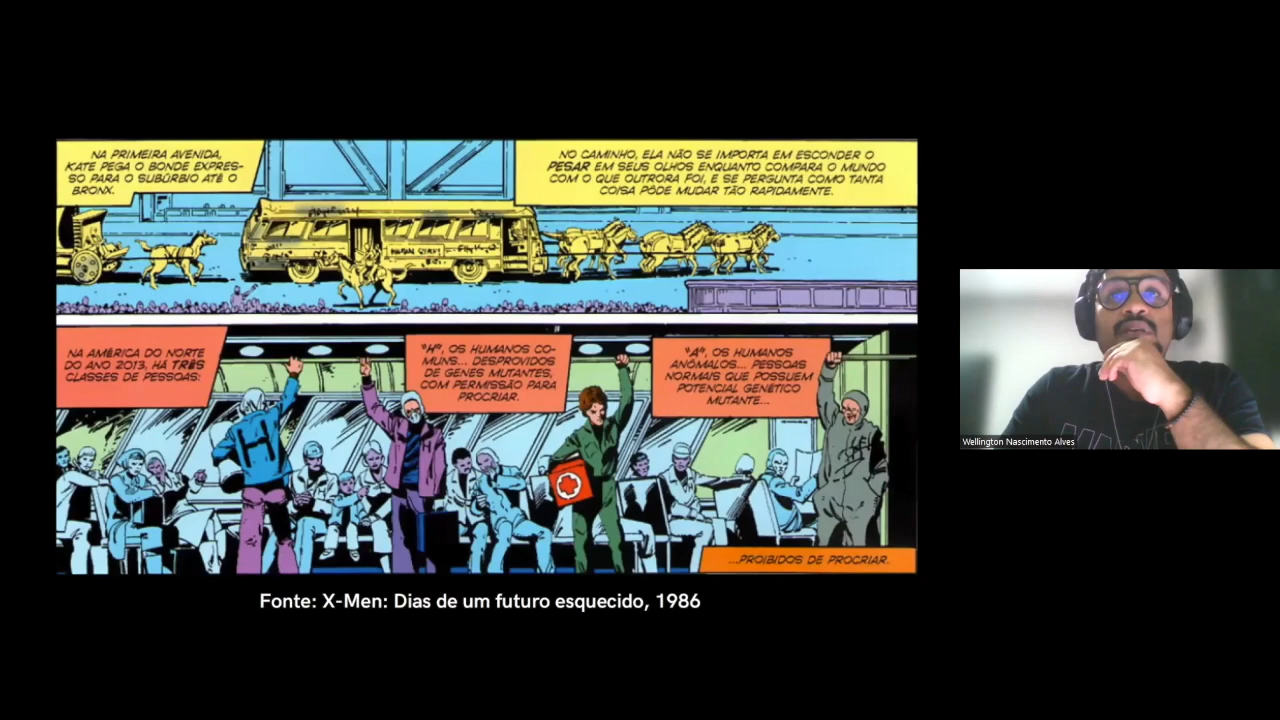 NA PRIMEIRA AVENIDA,
KATE PEGA O BONDE EXPRES-
SO PARA O SUBÚRBIO ATÉ O
BRONX.
NO CAMINHO, ELA NÃO SE IMPORTA EM ESCONDER O
PESAR EM SEUS OLHOS ENQUANTO COMPARA O MUNDO
COM O QUE OUTRORA FOI, E SE PERGUNTA COMO TANTA
COISA PÔDE MUDAR TÃO RAPIDAMENTE.
NA AMÉRICA DO NORTE
DO ANO 2013, HÁ TRÊS
CLASSES DE PESSOAS:
"H", OS HUMANOS CO-
MUNS... DESPROVIDOS
DE GENES MUTANTES,
COM PERMISSÃO PARA
PROCRIAR.
"A", OS HUMANOS
ANÔMALOS... PESSOAS
NORMAIS QUE POSSUEM
POTENCIAL GENÉTICO
MUTANTE...
H
H
...PROIBIDOS DE PROCRIAR.
Fonte: X-Men: Dias de um futuro esquecido, 1986
Wellington Nascimento Alves